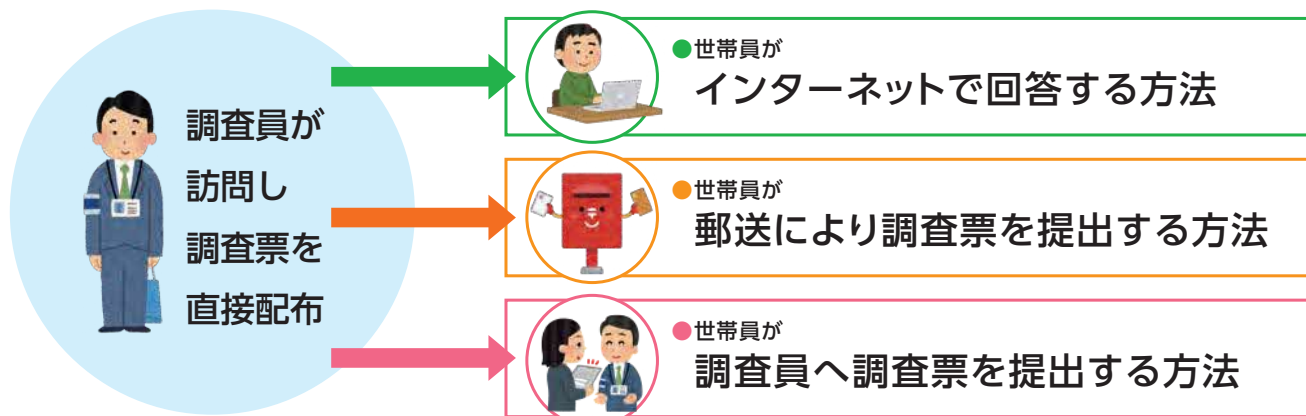 調査員が
訪問し
調査票を
直接配布
●世帯員が
インターネットで回答する方法
●世帯員が
郵送により調査票を提出する方法
●世帯員が
調査員へ調査票を提出する方法